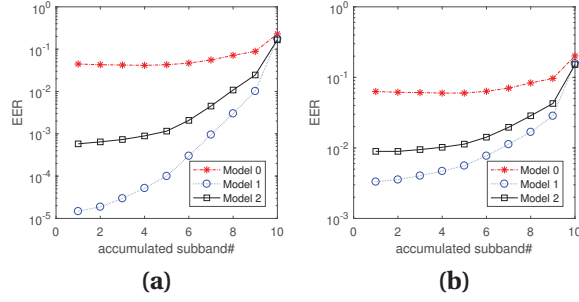 10^0
10^-1
10^-2
10^-3
10^-4
10^-5
EER
0 2 4 6 8 10
accumulated subband#
Model 0
Model 1
Model 2
(a)
10^0
10^-1
10^-2
10^-3
EER
0 2 4 6 8 10
accumulated subband#
Model 0
Model 1
Model 2
(b)